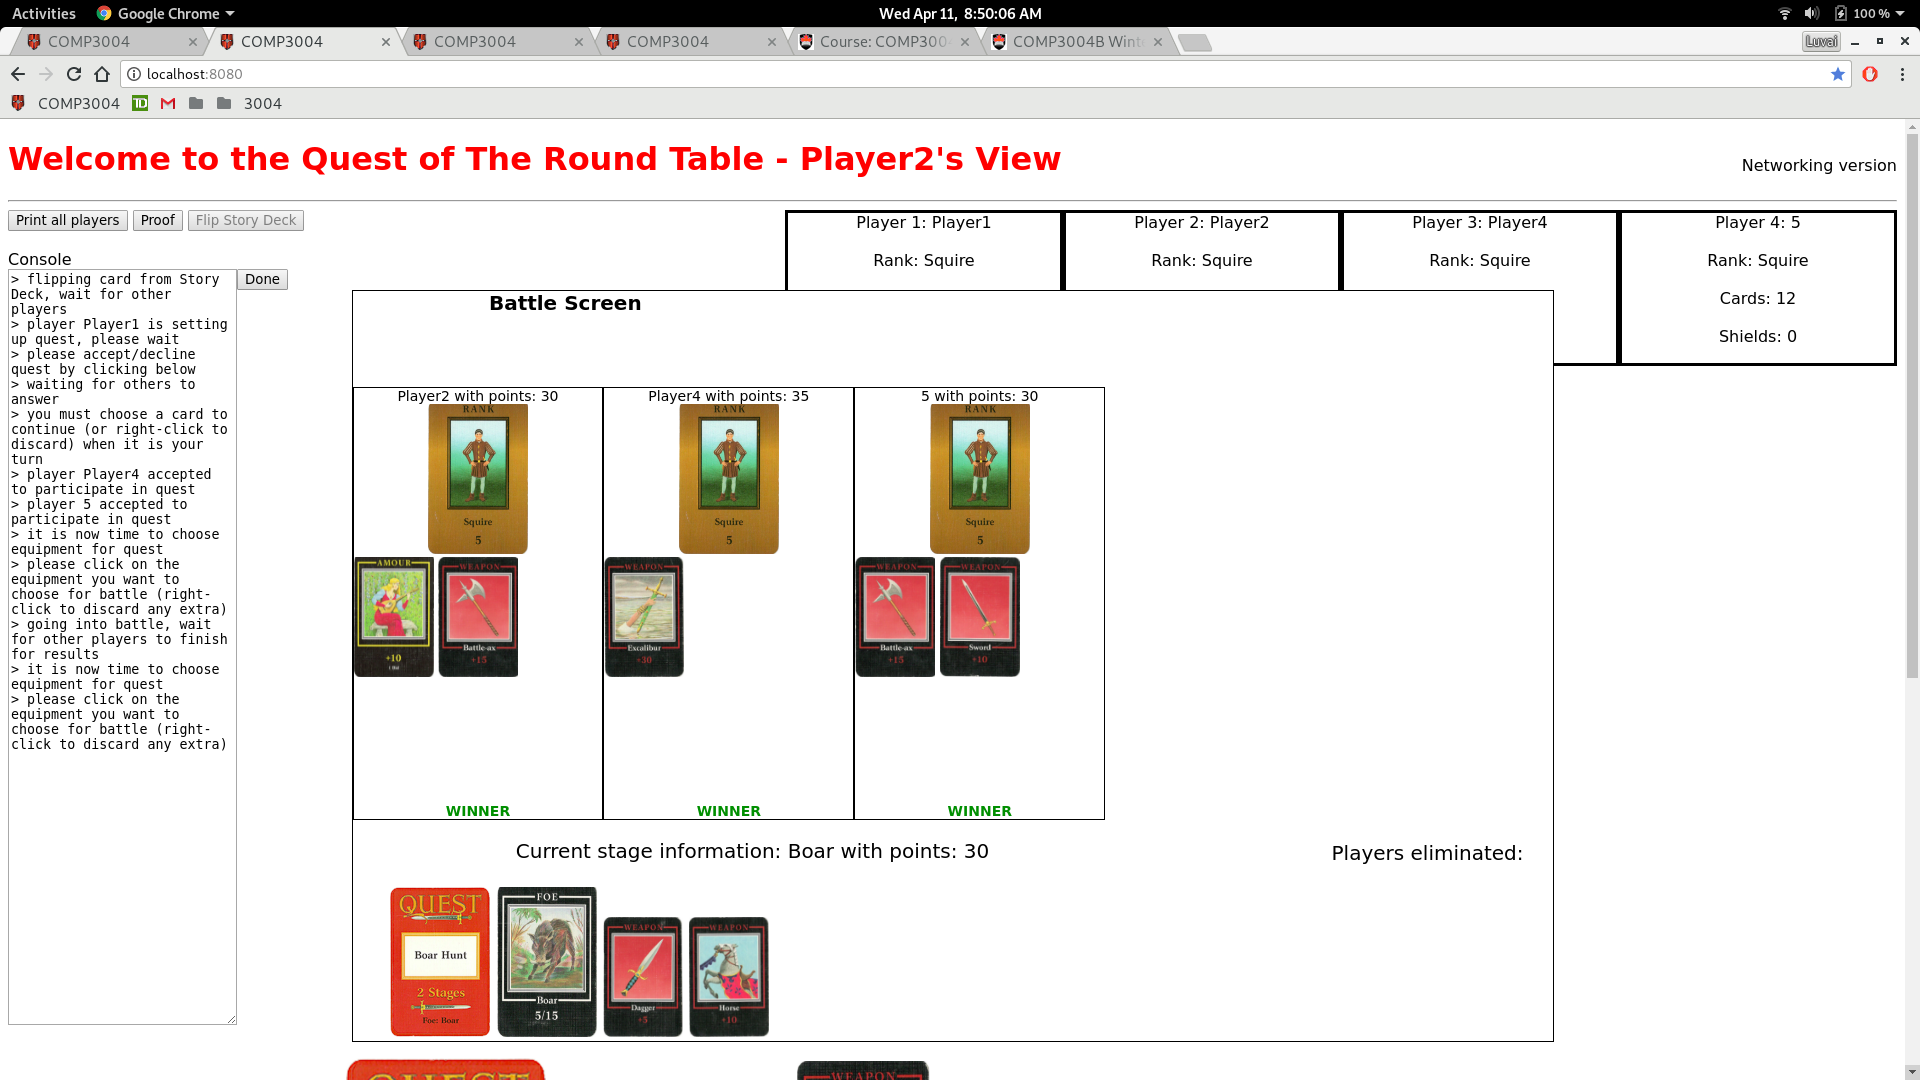 Activities
Google Chrome
Wed Apr 11, 8:50:06 AM
100 %
COMP3004
COMP3004
COMP3004
COMP3004
Course: COMP300
COMP3004B Winte
Luvai
localhost:8080
COMP3004
TD
3004
Welcome to the Quest of The Round Table - Player2's View
Networking version
Print all players
Proof
Flip Story Deck
Player 1: Player1
Rank: Squire
Player 2: Player2
Rank: Squire
Player 3: Player4
Rank: Squire
Player 4: 5
Rank: Squire
Cards: 12
Shields: 0
Console
Done
> flipping card from Story
Deck, wait for other
players
> player Player1 is setting
up quest, please wait
> please accept/decline
quest by clicking below
> waiting for others to
answer
> you must choose a card to
continue (or right-click to
discard) when it is your
turn
> player Player4 accepted
to participate in quest
> player 5 accepted to
participate in quest
> it is now time to choose
equipment for quest
> please click on the
equipment you want to
choose for battle (right-
click to discard any extra)
> going into battle, wait
for other players to finish
for results
> it is now time to choose
equipment for quest
> please click on the
equipment you want to
choose for battle (right-
click to discard any extra)
Battle Screen
Player2 with points: 30
RANK
Squire
5
AMOUR
+10
WEAPON
Battle-ax
+15
WINNER
Player4 with points: 35
RANK
Squire
5
WEAPON
Excalibur
+30
WINNER
5 with points: 30
RANK
Squire
5
WEAPON
Battle-ax
+15
WEAPON
Sword
+10
WINNER
Current stage information: Boar with points: 30
Players eliminated:
QUEST
Boar Hunt
2 Stages
Foe: Boar
FOE
Boar
5/15
WEAPON
Dagger
+5
WEAPON
Horse
+10
QUEST
WEAPON